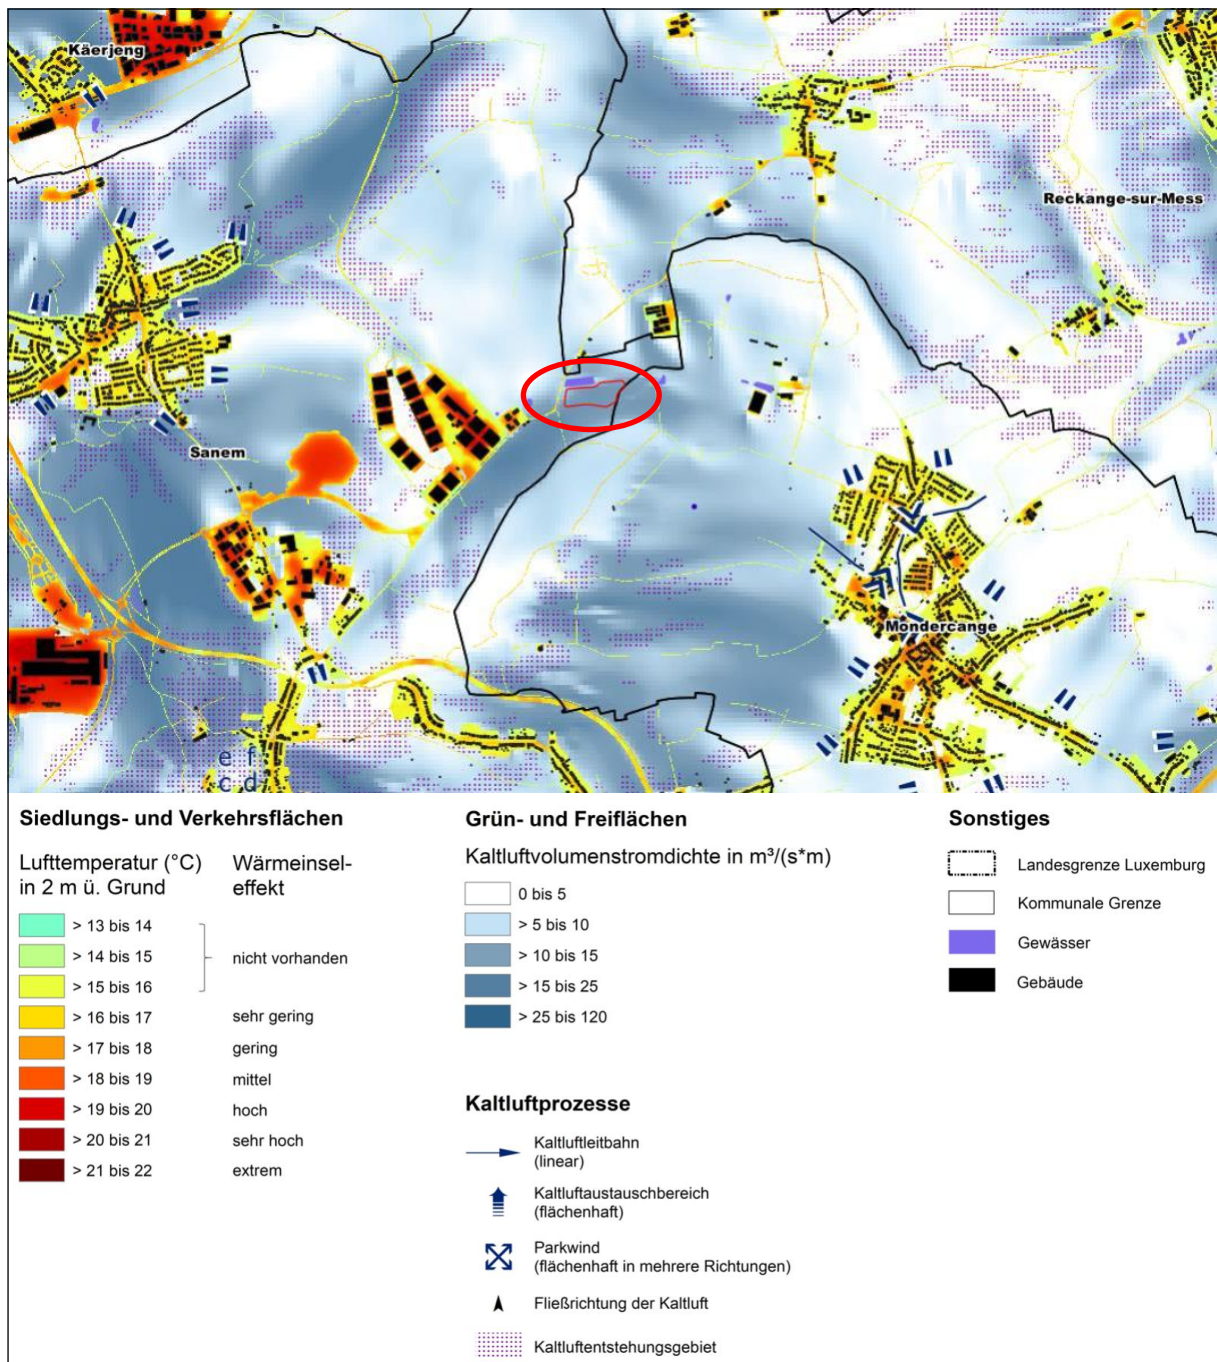 Käerjeng
Reckange-sur-Mess
Sanem
Mondercange
e f
c d
Siedlungs- und Verkehrsflächen
Lufttemperatur (°C)
in 2 m ü. Grund
Wärmeinsel-
effekt
> 13 bis 14
> 14 bis 15
nicht vorhanden
> 15 bis 16
> 16 bis 17
sehr gering
> 17 bis 18
gering
> 18 bis 19
mittel
> 19 bis 20
hoch
> 20 bis 21
sehr hoch
> 21 bis 22
extrem
Grün- und Freiflächen
Kaltluftvolumenstromdichte in m³/(s*m)
0 bis 5
> 5 bis 10
> 10 bis 15
> 15 bis 25
> 25 bis 120
Kaltluftprozesse
Kaltluftleitbahn
(linear)
Kaltluftaustauschbereich
(flächenhaft)
Parkwind
(flächenhaft in mehrere Richtungen)
Fließrichtung der Kaltluft
Kaltluftentstehungsgebiet
Sonstiges
Landesgrenze Luxemburg
Kommunale Grenze
Gewässer
Gebäude